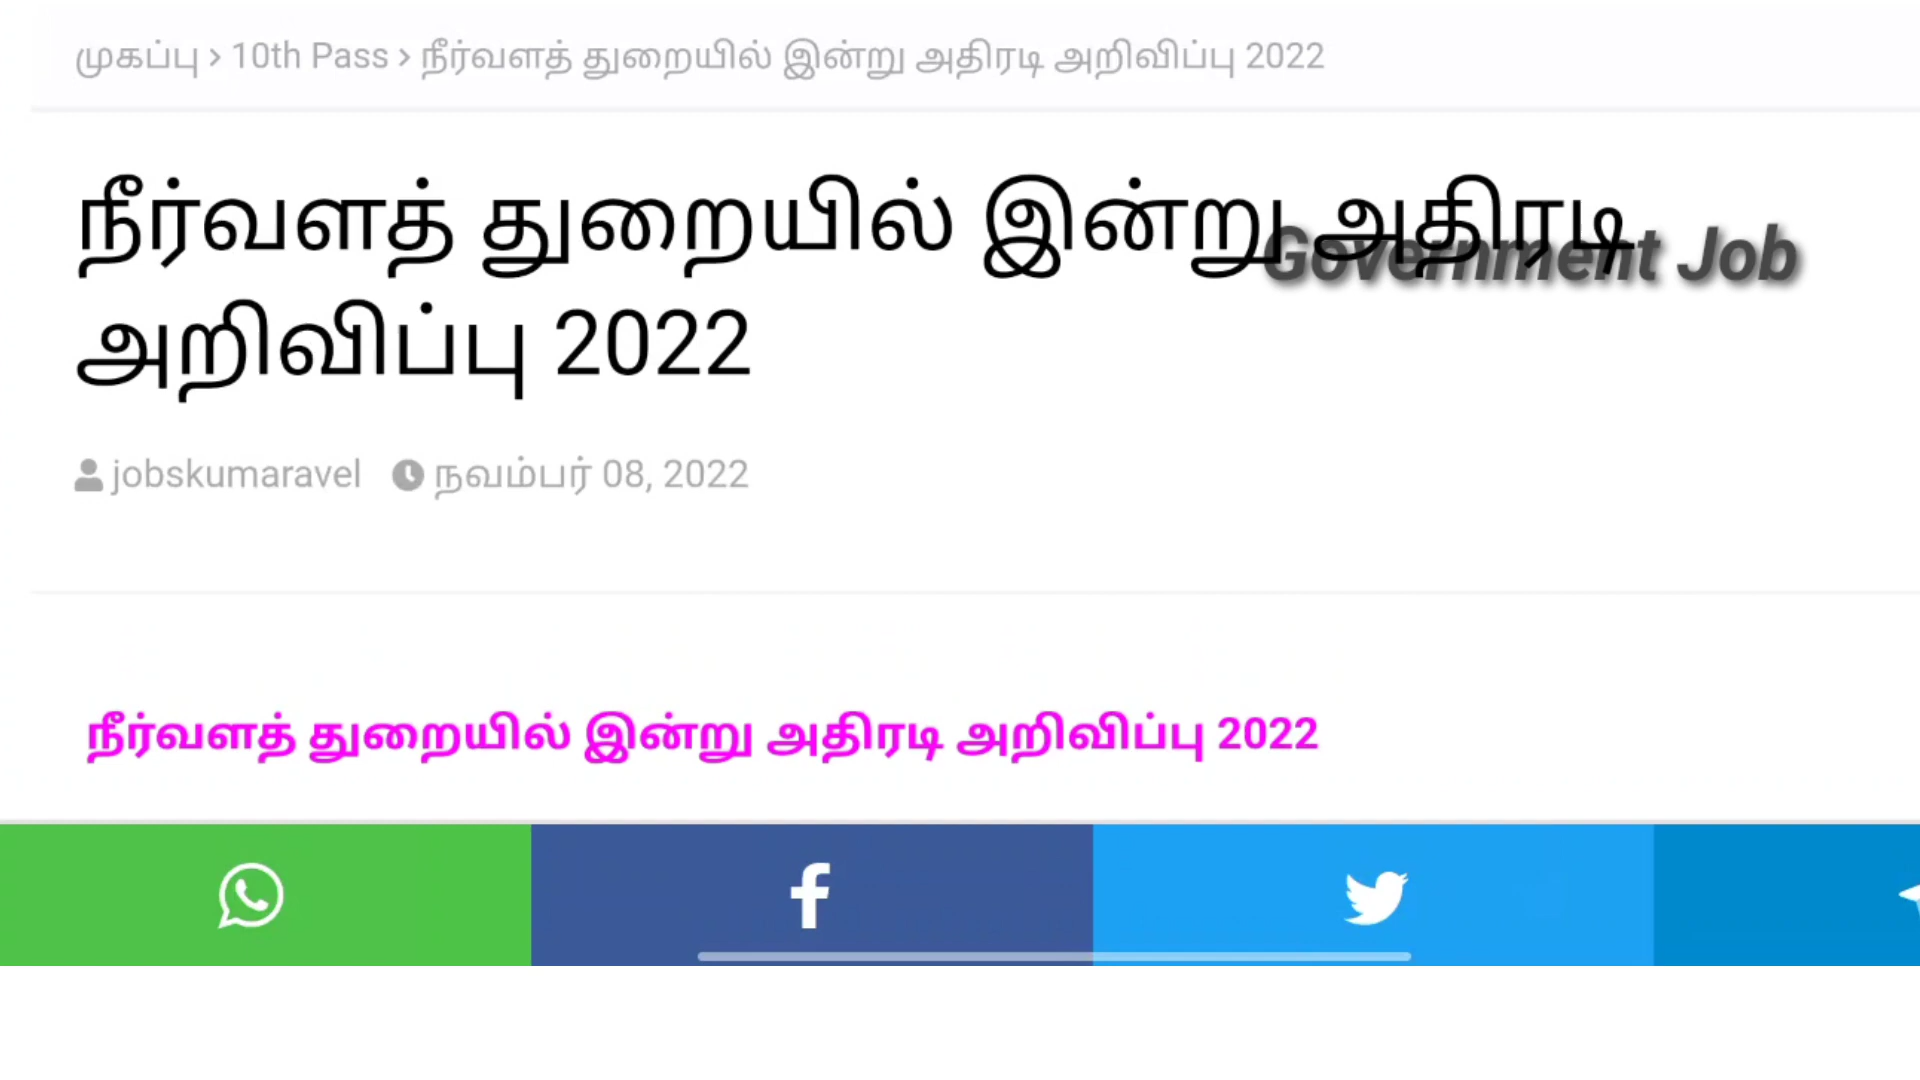 முகப்பு > 10th Pass > நீர்வளத் துறையில் இன்று அதிரடி அறிவிப்பு 2022
நீர்வளத் துறையில் இன்று அதிரடி
Government Job
அறிவிப்பு 2022
jobskumaravel நவம்பர் 08, 2022
நீர்வளத் துறையில் இன்று அதிரடி அறிவிப்பு 2022